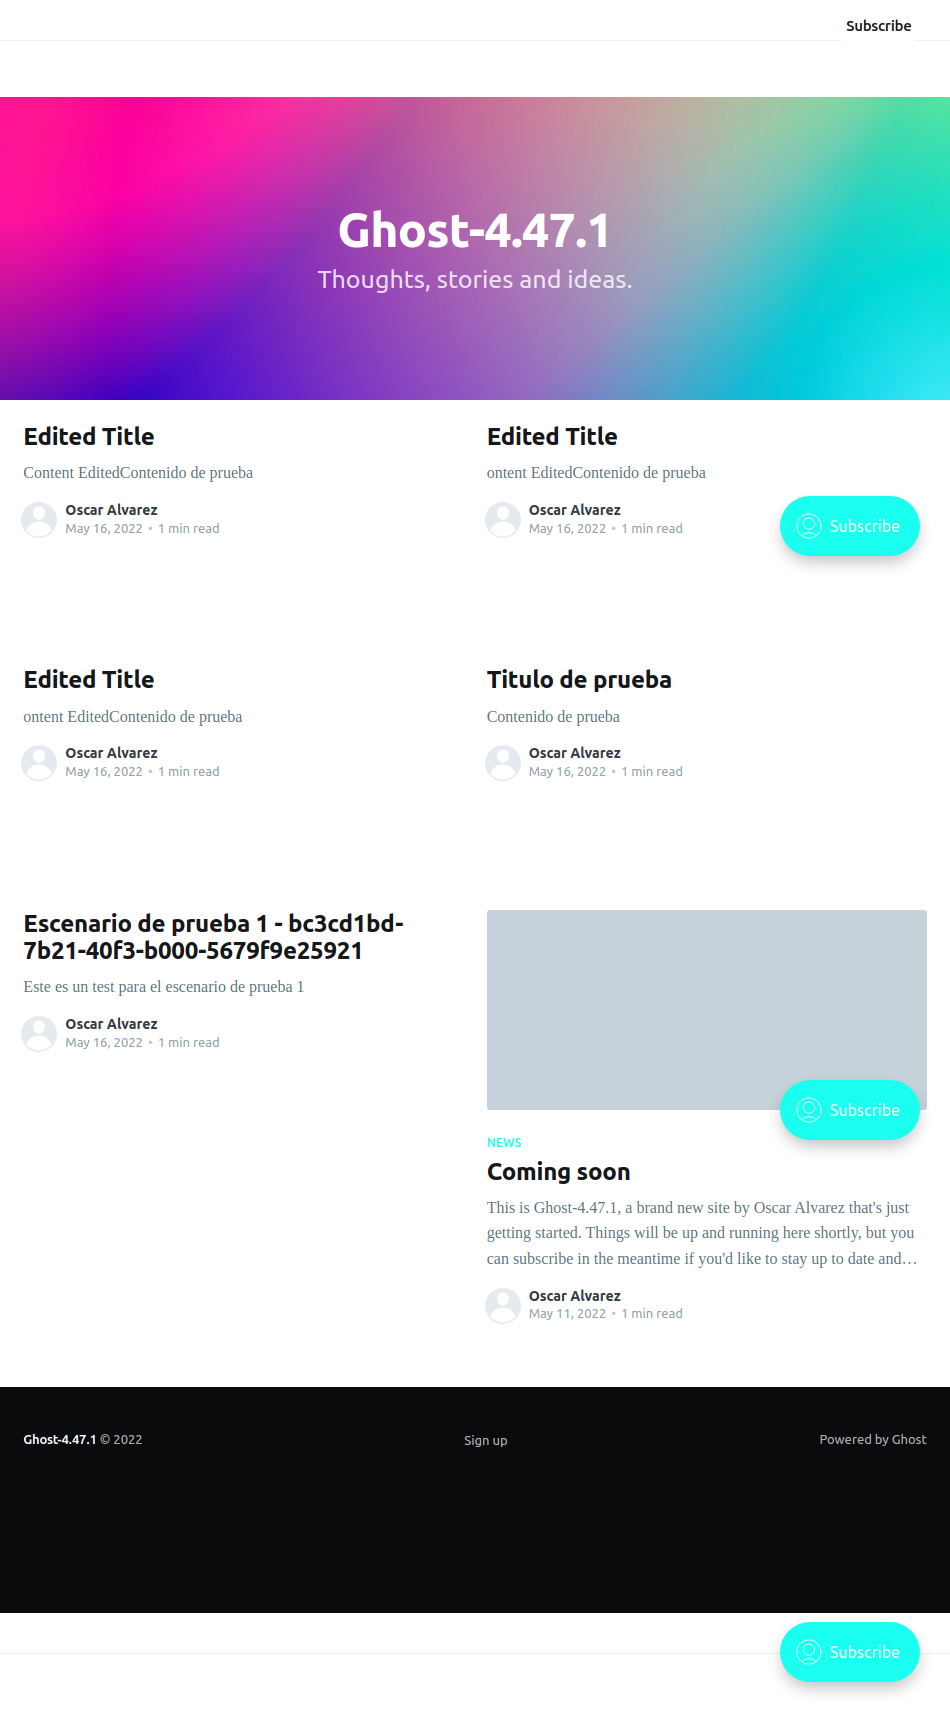 Subscribe
Ghost-4.47.1
Thoughts, stories and ideas.
Edited Title
Content EditedContenido de prueba
Oscar Alvarez
May 16, 2022 • 1 min read
Edited Title
ontent EditedContenido de prueba
Oscar Alvarez
May 16, 2022 • 1 min read
Subscribe
Edited Title
ontent EditedContenido de prueba
Oscar Alvarez
May 16, 2022 • 1 min read
Titulo de prueba
Contenido de prueba
Oscar Alvarez
May 16, 2022 • 1 min read
Escenario de prueba 1 - bc3cd1bd-
7b21-40f3-b000-5679f9e25921
Este es un test para el escenario de prueba 1
Oscar Alvarez
May 16, 2022 • 1 min read
Subscribe
NEWS
Coming soon
This is Ghost-4.47.1, a brand new site by Oscar Alvarez that's just
getting started. Things will be up and running here shortly, but you
can subscribe in the meantime if you'd like to stay up to date and…
Oscar Alvarez
May 11, 2022 • 1 min read
Ghost-4.47.1 © 2022
Sign up
Powered by Ghost
Subscribe